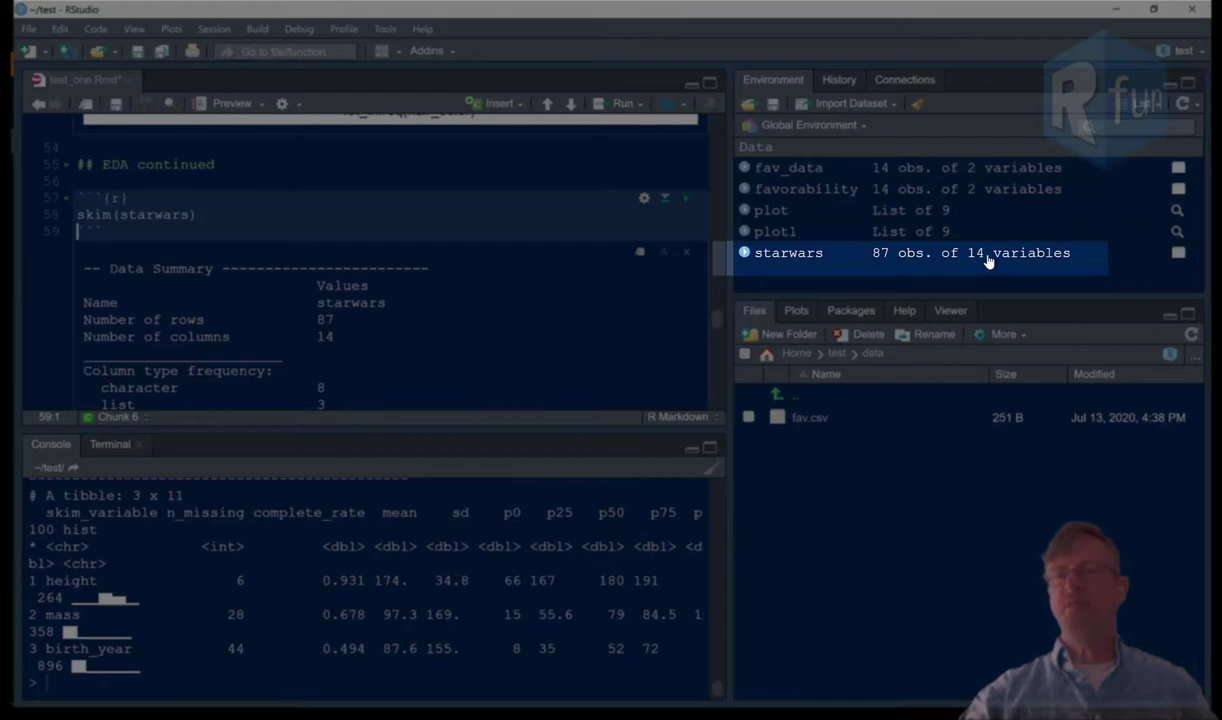 ~/test - RStudio
File Edit Code View Plots Session Build Debug Profile Tools Help
Go to file/function Addins test
test_one.Rmd*
Preview Insert Run
54
55 ## EDA continued
56
57 ```{r}
58 skim(starwars)
59 ```
-- Data Summary ------------------------
Values
Name starwars
Number of rows 87
Number of columns 14
_______________________
Column type frequency:
character 8
list 3
59:1 Chunk 6 R Markdown
Console Terminal
~/test/
# A tibble: 3 x 11
skim_variable n_missing complete_rate mean sd p0 p25 p50 p75 p
100 hist
* <chr> <int> <dbl> <dbl> <dbl> <dbl> <dbl> <dbl> <dbl> <d
bl> <chr>
1 height 6 0.931 174. 34.8 66 167 180 191
264
2 mass 28 0.678 97.3 169. 15 55.6 79 84.5 1
358
3 birth_year 44 0.494 87.6 155. 8 35 52 72
896
>
Environment History Connections
Import Dataset List
Global Environment
R fun
Data
fav_data 14 obs. of 2 variables
favorability 14 obs. of 2 variables
plot List of 9
plot1 List of 9
starwars 87 obs. of 14 variables
Files Plots Packages Help Viewer
New Folder Delete Rename More
Home test data ...
Name Size Modified
..
fav.csv 251 B Jul 13, 2020, 4:38 PM